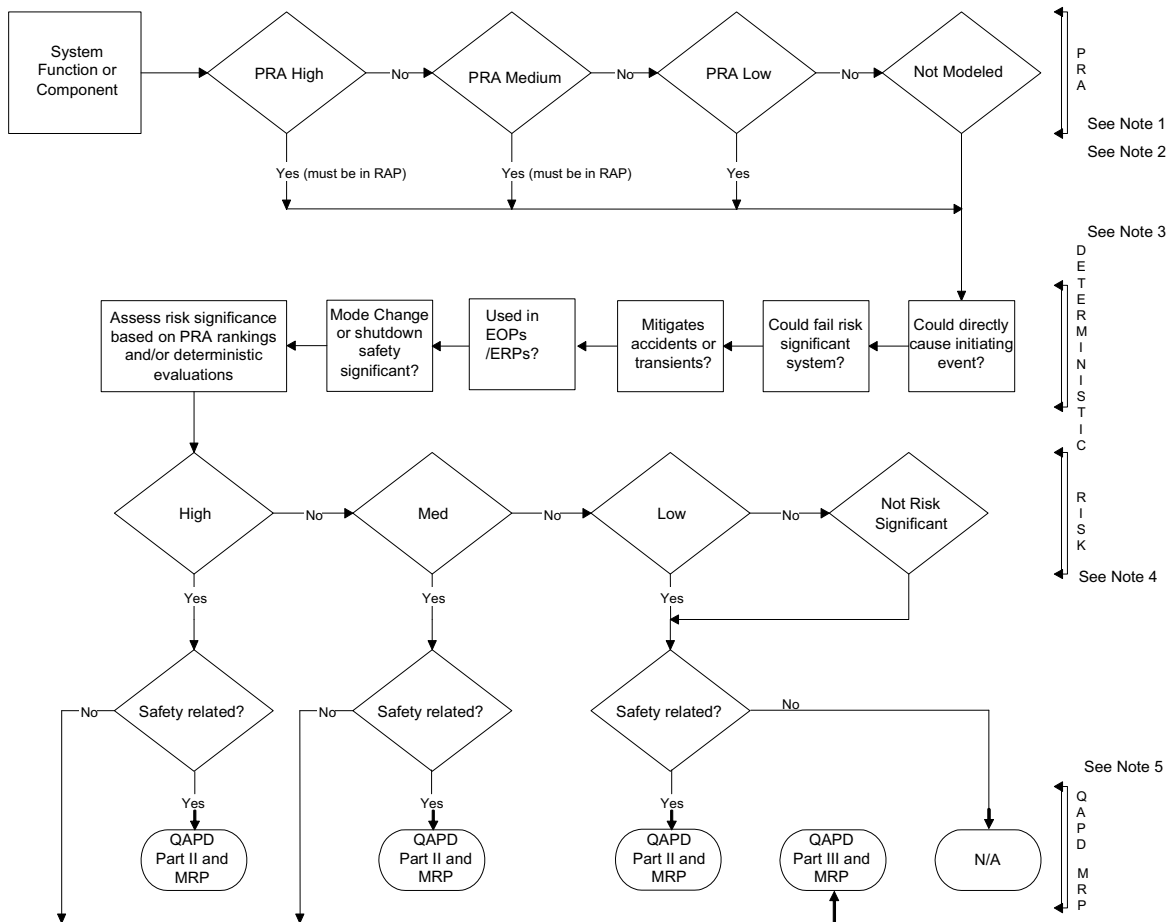 System
Function or
Component
PRA High
No
PRA Medium
No
PRA Low
No
Not Modeled
P
R
A
See Note 1
See Note 2
Yes (must be in RAP)
Yes (must be in RAP)
Yes
See Note 3
D
E
T
E
R
M
I
N
I
S
T
I
C
Assess risk significance
based on PRA rankings
and/or deterministic
evaluations
Mode Change
or shutdown
safety
significant?
Used in
EOPs
/ERPs?
Mitigates
accidents or
transients?
Could fail risk
significant
system?
Could directly
cause initiating
event?
High
No
Med
No
Low
No
Not Risk
Significant
R
I
S
K
See Note 4
Yes
Yes
Yes
No
Safety related?
No
Safety related?
Safety related?
No
See Note 5
Yes
Yes
Yes
QAPD
Part II and
MRP
QAPD
Part II and
MRP
QAPD
Part II and
MRP
QAPD
Part III and
MRP
N/A
Q
A
P
D
M
R
P